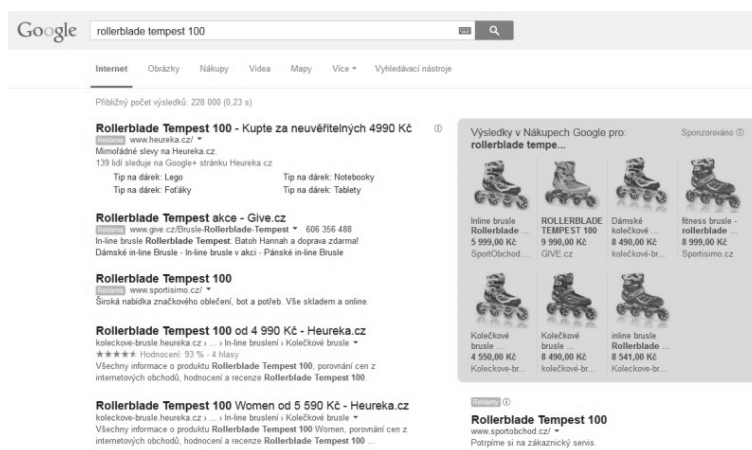 Google
rollerblade tempest 100
Internet Obrázky Nákupy Videa Mapy Více Vyhledávací nástroje
Přibližný počet výsledků: 228 000 (0,23 s)
Rollerblade Tempest 100 - Kupte za neuvěřitelných 4990 Kč
Reklama www.heureka.cz/
Mimořádné slevy na Heureka.cz.
139 lidí sleduje na Google+ stránku Heureka.cz
Tip na dárek: Lego Tip na dárek: Notebooky
Tip na dárek: Foťáky Tip na dárek: Tablety
Rollerblade Tempest akce - Give.cz
Reklama www.give.cz/Brusle-Rollerblade-Tempest 606 356 488
In-line brusle Rollerblade Tempest: Batoh Hannah a doprava zdarma!
Dámské in-line Brusle - In-line brusle v akci - Pánské in-line Brusle
Rollerblade Tempest 100
Reklama www.sportisimo.cz/
Široká nabídka značkového oblečení, bot a potřeb. Vše skladem a online.
Rollerblade Tempest 100 od 4 990 Kč - Heureka.cz
koleckove-brusle.heureka.cz › ... › In-line bruslení › Kolečkové brusle
★★★★★ Hodnocení: 93 % - 4 hlasy
Všechny informace o produktu Rollerblade Tempest 100, porovnání cen z
internetových obchodů, hodnocení a recenze Rollerblade Tempest 100.
Rollerblade Tempest 100 Women od 5 590 Kč - Heureka.cz
koleckove-brusle.heureka.cz › ... › In-line bruslení › Kolečkové brusle
Všechny informace o produktu Rollerblade Tempest 100 Women, porovnání cen z
internetových obchodů, hodnocení a recenze Rollerblade Tempest 100 ...
Výsledky v Nákupech Google pro: Sponzorováno
rollerblade tempe...
Inline brusle ROLLERBLADE Dámské fitness brusle -
Rollerblade ... TEMPEST 100 kolečkové ... rollerblade ...
5 999,00 Kč 9 990,00 Kč 8 490,00 Kč 8 999,00 Kč
SportObchod... GIVE.cz kolečkové-br... Sportisimo.cz
Kolečkové Kolečkové inline brusle
brusle ... brusle ... Rollerblade ...
4 550,00 Kč 8 490,00 Kč 8 541,00 Kč
Koleckove-br... kolečkové-br... Koleckove-br...
Reklamy
Rollerblade Tempest 100
www.sportobchod.cz/
Potrpíme si na zákaznický servis.